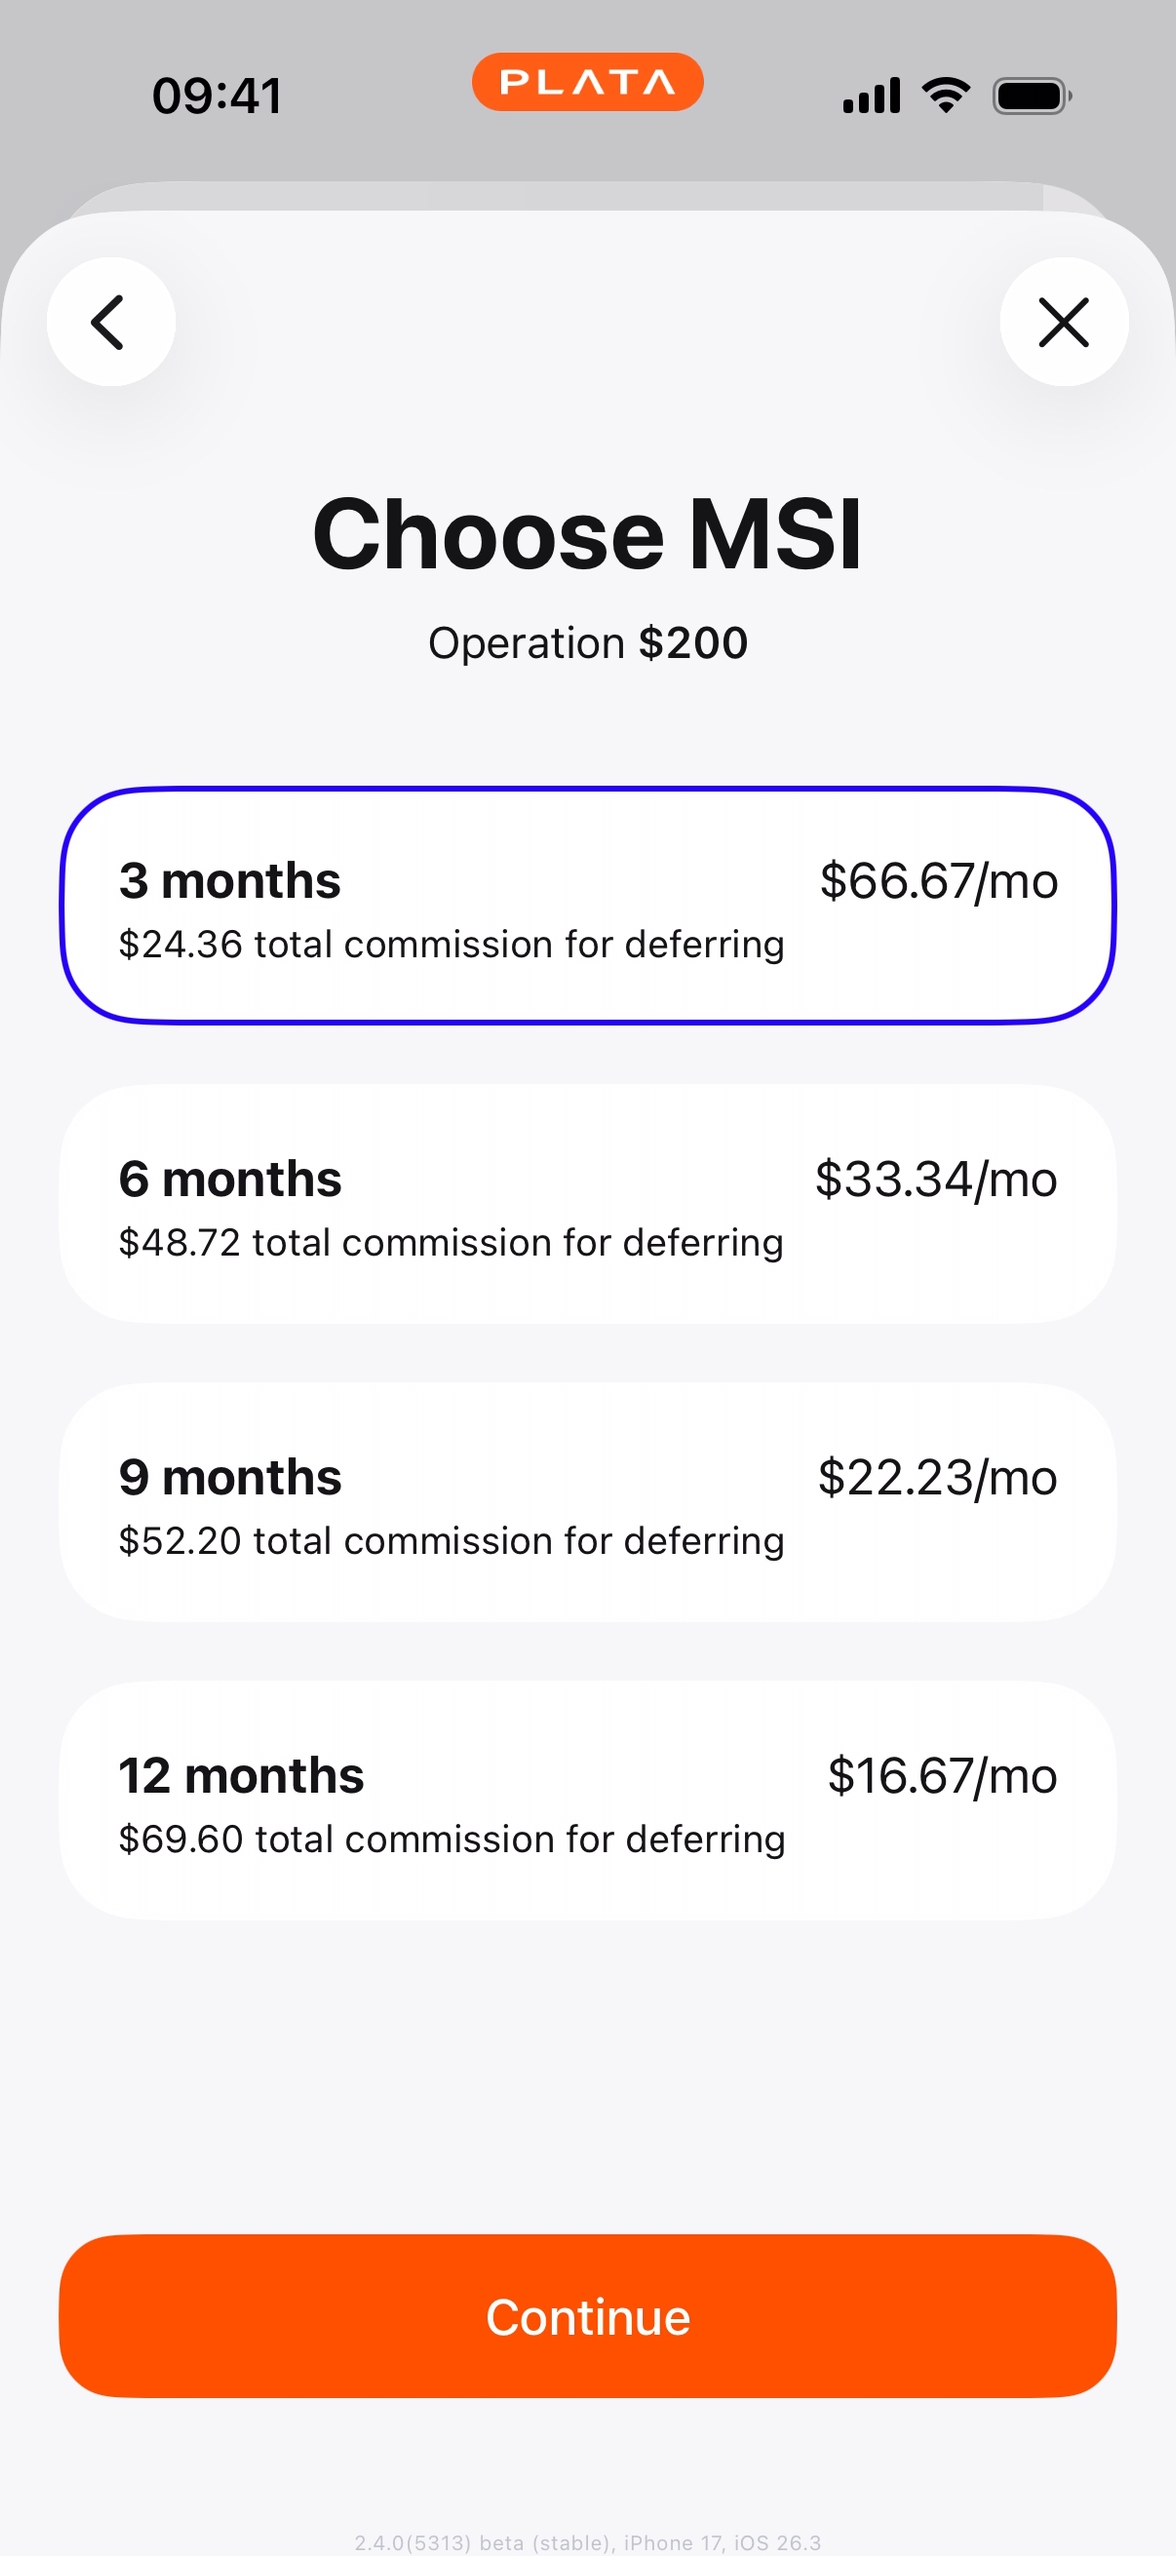 09:41
PLATA
Choose MSI
Operation $200
3 months $66.67/mo
$24.36 total commission for deferring
6 months $33.34/mo
$48.72 total commission for deferring
9 months $22.23/mo
$52.20 total commission for deferring
12 months $16.67/mo
$69.60 total commission for deferring
Continue
2.4.0(5313) beta (stable), iPhone 17, iOS 26.3